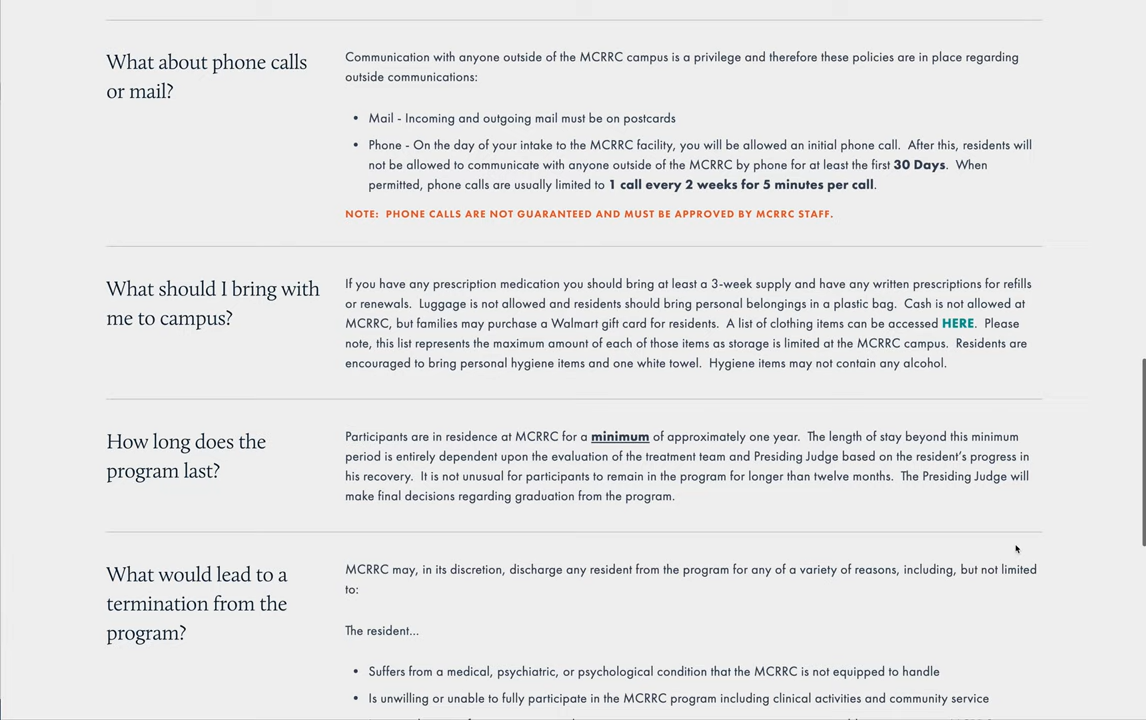 What about phone calls
or mail?
Communication with anyone outside of the MCRRC campus is a privilege and therefore these policies are in place regarding
outside communications:
• Mail - Incoming and outgoing mail must be on postcards
• Phone - On the day of your intake to the MCRRC facility, you will be allowed an initial phone call. After this, residents will
not be allowed to communicate with anyone outside of the MCRRC by phone for at least the first 30 Days. When
permitted, phone calls are usually limited to 1 call every 2 weeks for 5 minutes per call.
NOTE: PHONE CALLS ARE NOT GUARANTEED AND MUST BE APPROVED BY MCRRC STAFF.
What should I bring with
me to campus?
If you have any prescription medication you should bring at least a 3-week supply and have any written prescriptions for refills
or renewals. Luggage is not allowed and residents should bring personal belongings in a plastic bag. Cash is not allowed at
MCRRC, but families may purchase a Walmart gift card for residents. A list of clothing items can be accessed HERE. Please
note, this list represents the maximum amount of each of those items as storage is limited at the MCRRC campus. Residents are
encouraged to bring personal hygiene items and one white towel. Hygiene items may not contain any alcohol.
How long does the
program last?
Participants are in residence at MCRRC for a minimum of approximately one year. The length of stay beyond this minimum
period is entirely dependent upon the evaluation of the treatment team and Presiding Judge based on the resident's progress in
his recovery. It is not unusual for participants to remain in the program for longer than twelve months. The Presiding Judge will
make final decisions regarding graduation from the program.
What would lead to a
termination from the
program?
MCRRC may, in its discretion, discharge any resident from the program for any of a variety of reasons, including, but not limited
to:
The resident...
• Suffers from a medical, psychiatric, or psychological condition that the MCRRC is not equipped to handle
• Is unwilling or unable to fully participate in the MCRRC program including clinical activities and community service